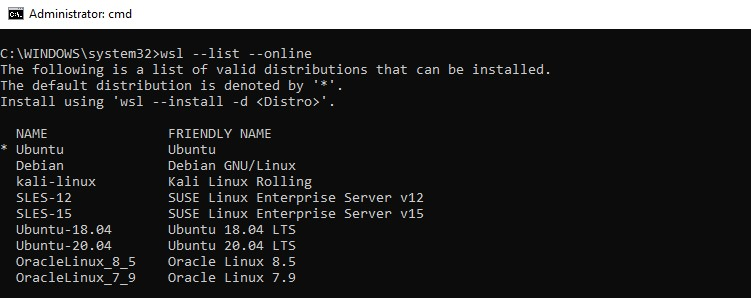 Administrator: cmd
C:\WINDOWS\system32>wsl --list --online
The following is a list of valid distributions that can be installed.
The default distribution is denoted by '*'.
Install using 'wsl --install -d <Distro>'.
NAME FRIENDLY NAME
* Ubuntu Ubuntu
Debian Debian GNU/Linux
kali-linux Kali Linux Rolling
SLES-12 SUSE Linux Enterprise Server v12
SLES-15 SUSE Linux Enterprise Server v15
Ubuntu-18.04 Ubuntu 18.04 LTS
Ubuntu-20.04 Ubuntu 20.04 LTS
OracleLinux_8_5 Oracle Linux 8.5
OracleLinux_7_9 Oracle Linux 7.9